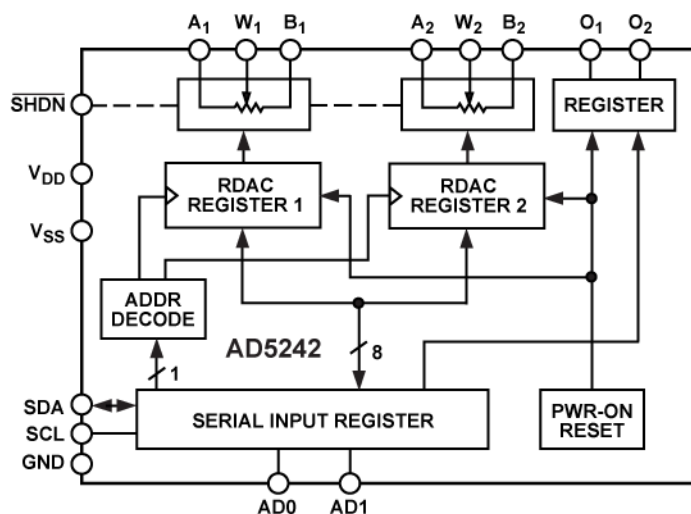 A1 W1 B1 A2 W2 B2 O1 O2
SHDN
REGISTER
VDD
RDAC
REGISTER 1
RDAC
REGISTER 2
VSS
ADDR
DECODE
AD5242
8
1
SDA
SERIAL INPUT REGISTER
PWR-ON
RESET
SCL
GND
AD0 AD1